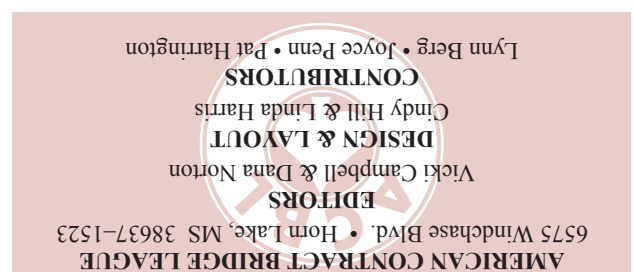 AMERICAN CONTRACT BRIDGE LEAGUE
6575 Windchase Blvd. • Horn Lake, MS 38637–1523
EDITORS
Vicki Campbell & Dana Norton
DESIGN & LAYOUT
Cindy Hill & Linda Harris
CONTRIBUTORS
Lynn Berg • Joyce Penn • Pat Harrington
ACBL